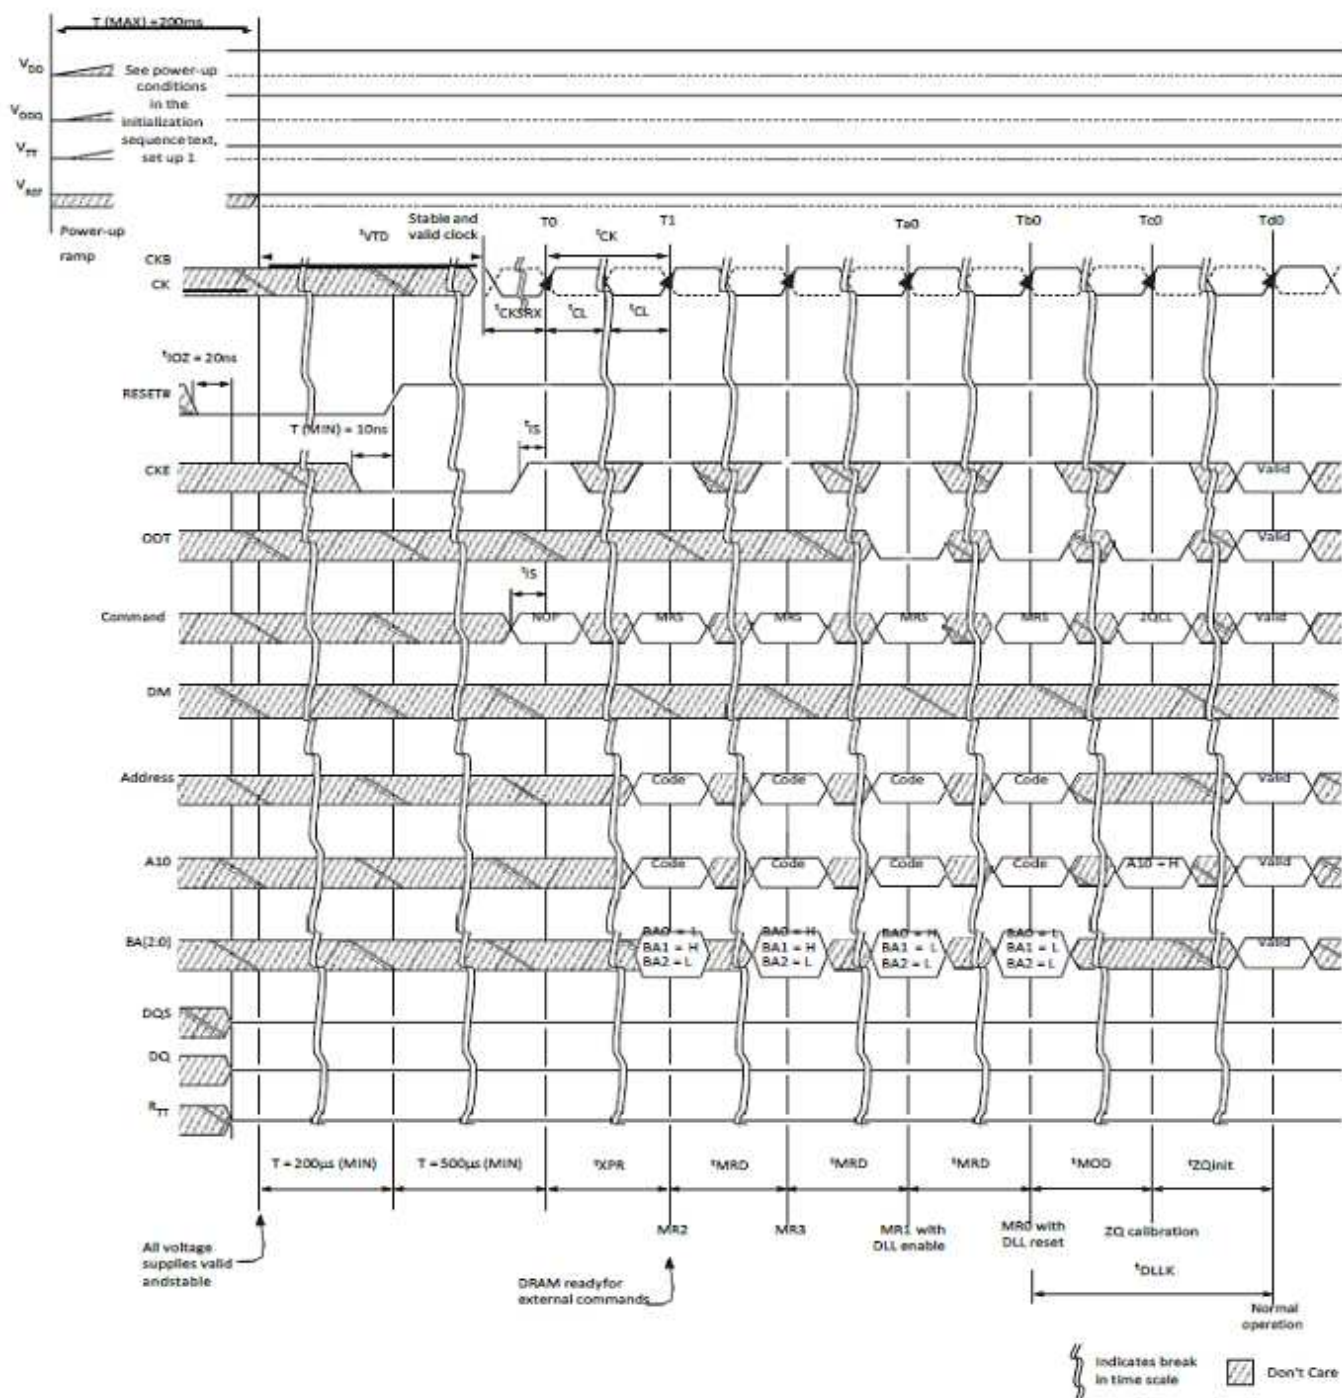 T (MAX) =200ms
VDD
See power-up
conditions
in the
initialization
sequence text,
set up 1
VDDQ
VTT
VREF
Power-up
ramp
tVTD
Stable and
valid clock
T0
tCK
T1
Ta0
Tb0
Tc0
Td0
CKB
CK
tCKSRX
tCL
tCL
tIOZ = 20ns
RESET#
T (MIN) = 10ns
tIS
CKE
Valid
ODT
Valid
tIS
Command
NOP
MRS
MRS
MRS
MRS
ZQCL
Valid
DM
Address
Code
Code
Code
Code
Valid
A10
Code
Code
Code
Code
A10 = H
Valid
BA[2:0]
BA0 = L
BA1 = H
BA2 = L
BA0 = H
BA1 = H
BA2 = L
BA0 = H
BA1 = L
BA2 = L
BA0 = L
BA1 = L
BA2 = L
Valid
DQS
DQ
RTT
T = 200µs (MIN)
T = 500µs (MIN)
tXPR
tMRD
tMRD
tMRD
tMOD
tZQinit
MR2
MR3
MR1 with
DLL enable
MR0 with
DLL reset
ZQ calibration
All voltage
supplies valid
andstable
DRAM readyfor
external commands
tDLLK
Normal
operation
Indicates break
in time scale
Don't Care